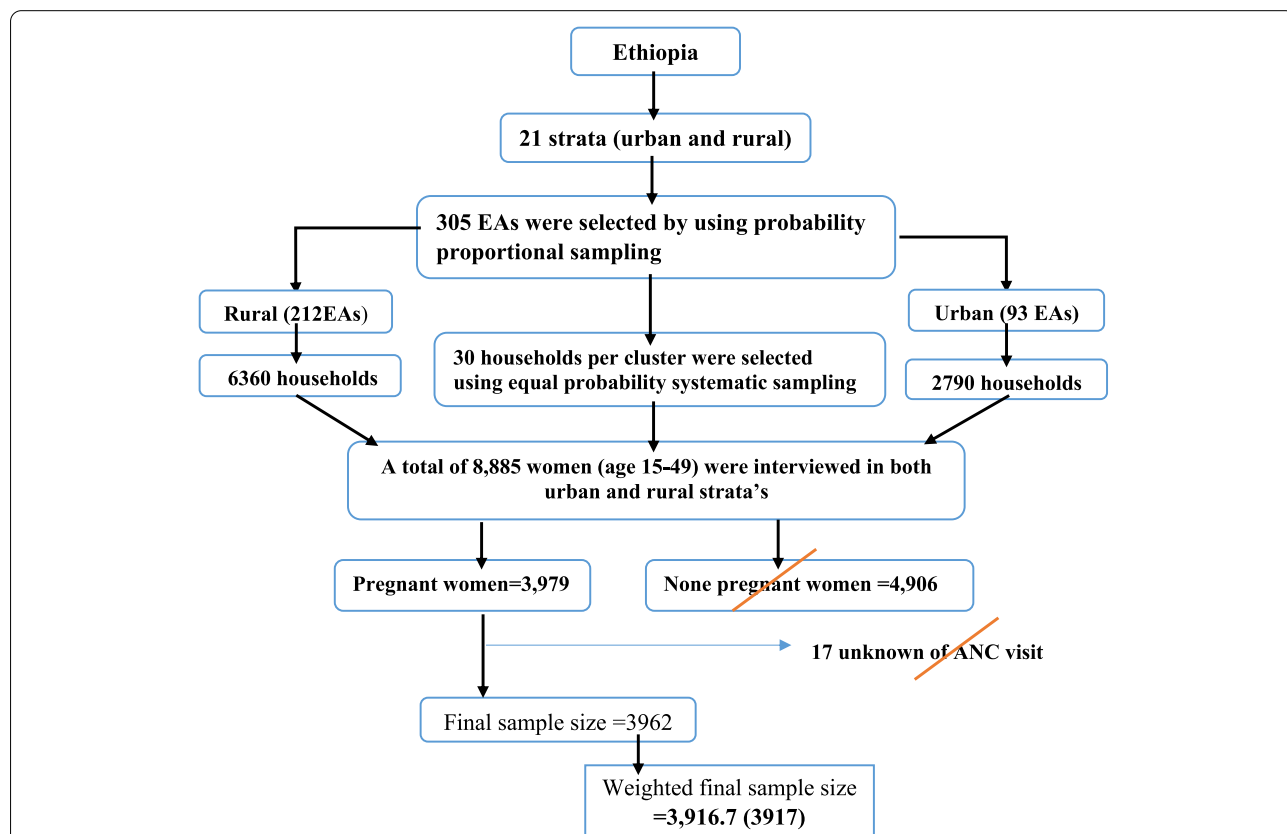 Ethiopia
21 strata (urban and rural)
305 EAs were selected by using probability
proportional sampling
Rural (212EAs)
Urban (93 EAs)
6360 households
30 households per cluster were selected
using equal probability systematic sampling
2790 households
A total of 8,885 women (age 15-49) were interviewed in both
urban and rural strata’s
Pregnant women=3,979
None pregnant women =4,906
17 unknown of ANC visit
Final sample size =3962
Weighted final sample size
=3,916.7 (3917)